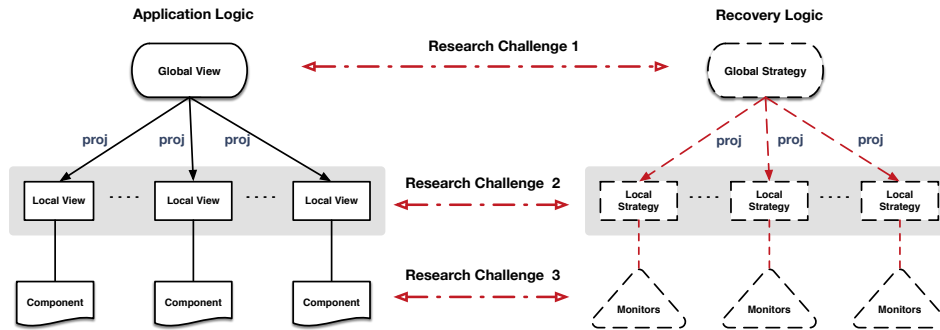 Application Logic
Recovery Logic
Research Challenge 1
Global View
Global Strategy
proj
proj
proj
proj
proj
proj
Research Challenge 2
Local View
Local View
Local View
Local
Strategy
Local
Strategy
Local
Strategy
Research Challenge 3
Component
Component
Component
Monitors
Monitors
Monitors